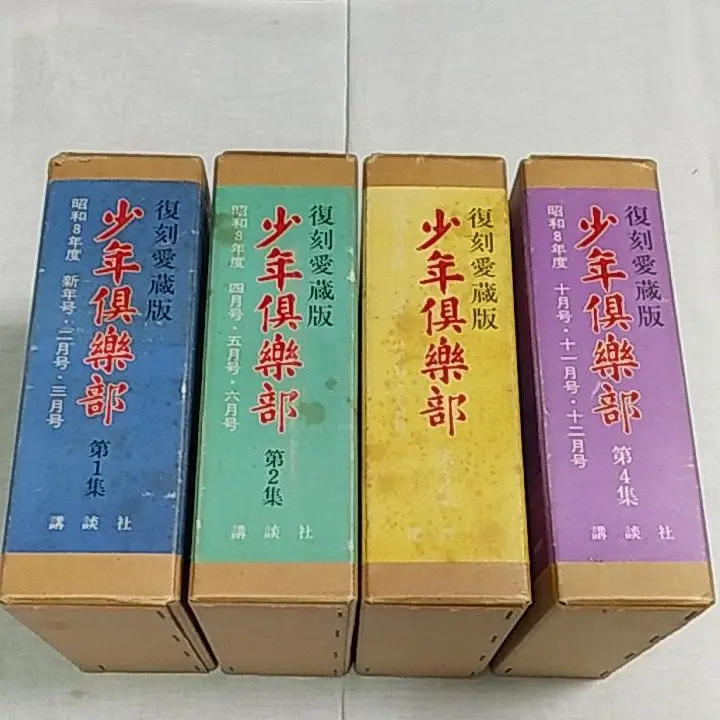 復刻愛蔵版
少年倶樂部
昭和8年度 新年号・二月号・三月号
第1集
講談社
復刻愛蔵版
少年倶樂部
昭和8年度 四月号・五月号・六月号
第2集
講談社
復刻愛蔵版
少年倶樂部
復刻愛蔵版
少年倶樂部
昭和8年度 十月号・十一月号・十二月号
第4集
講談社